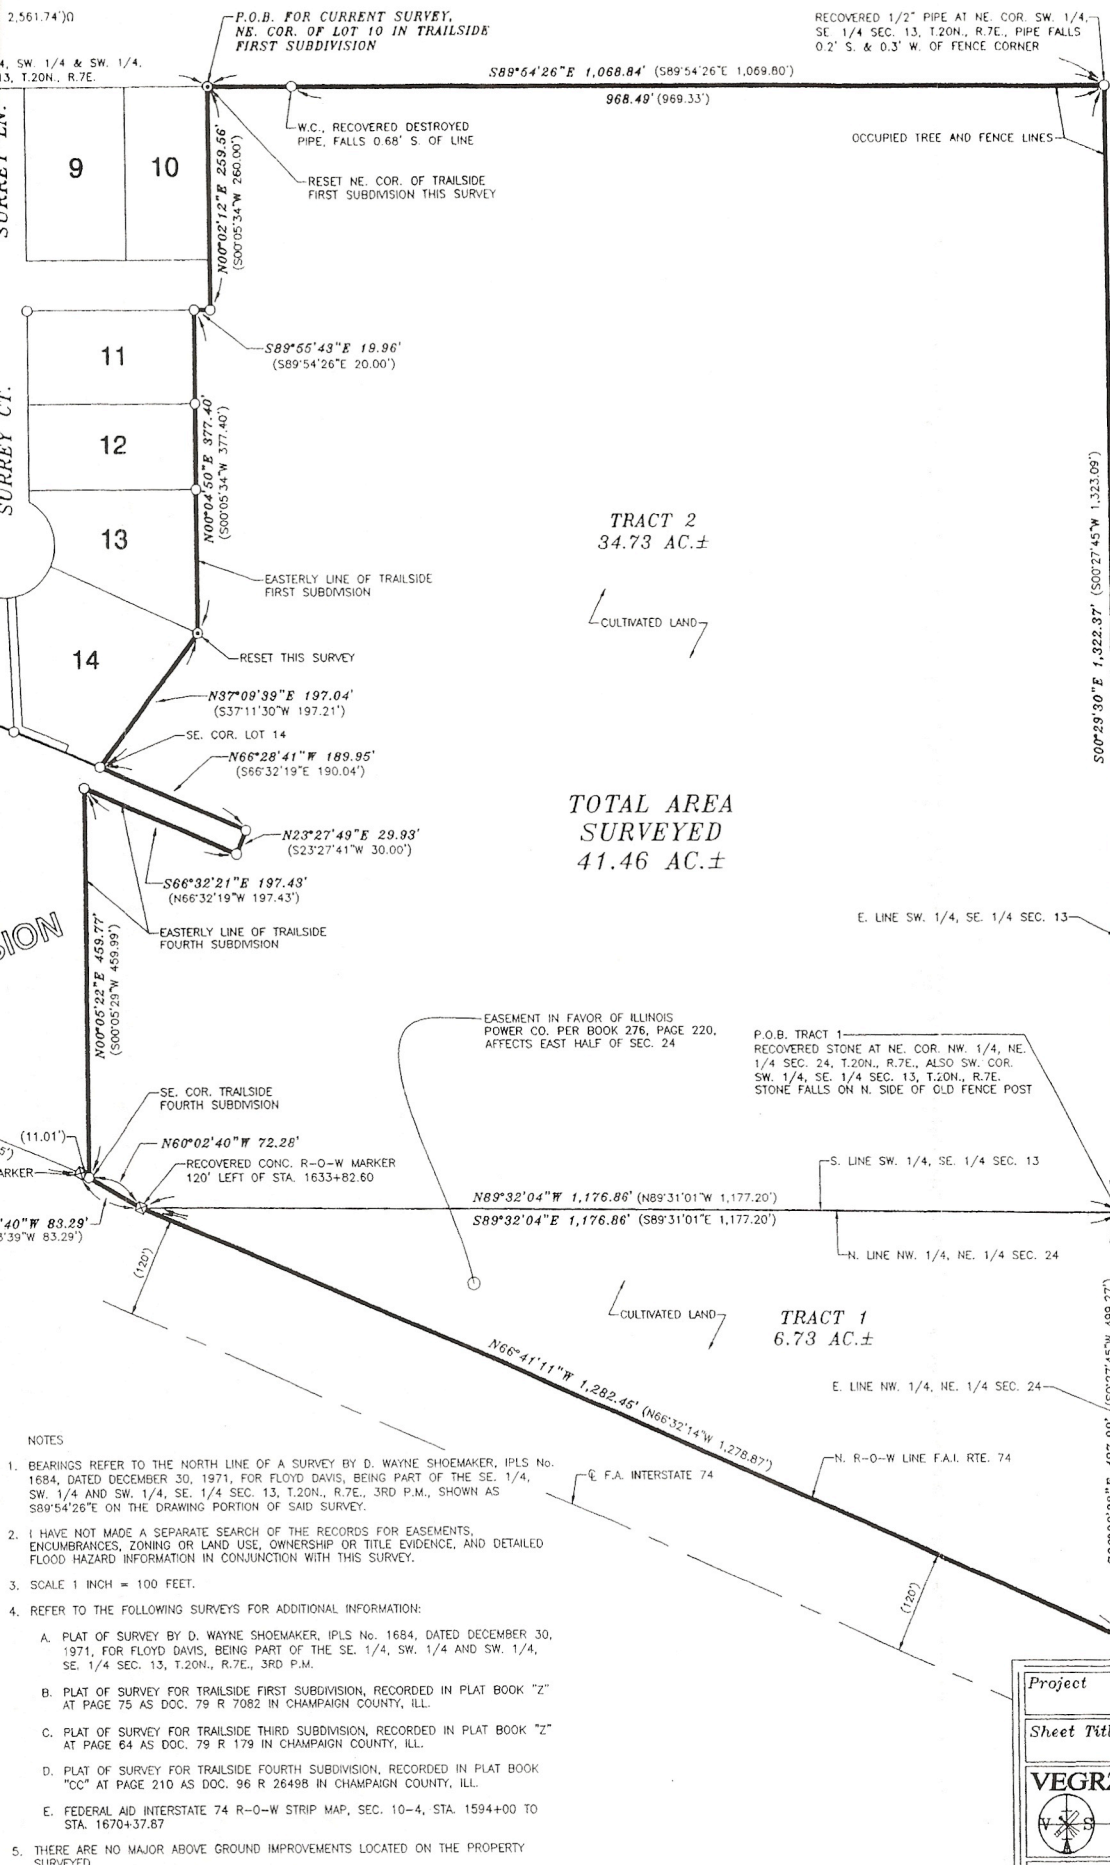 2,561.74')Ω
P.O.B. FOR CURRENT SURVEY,
NE. COR. OF LOT 10 IN TRAILSIDE
FIRST SUBDIVISION
RECOVERED 1/2" PIPE AT NE. COR. SW. 1/4,
SE. 1/4 SEC. 13, T.20N., R.7E., PIPE FALLS
0.2' S. & 0.3' W. OF FENCE CORNER
4, SW. 1/4 & SW. 1/4,
13, T.20N., R.7E.
S89°54'26"E 1,068.84' (S89°54'26"E 1,069.80')
968.49' (969.33')
W.C., RECOVERED DESTROYED
PIPE, FALLS 0.68' S. OF LINE
OCCUPIED TREE AND FENCE LINES
SURREY LN.
9
10
N00°02'12"E 259.56'
(S00°05'34"W 260.00')
RESET NE. COR. OF TRAILSIDE
FIRST SUBDIVISION THIS SURVEY
S89°55'43"E 19.96'
(S89°54'26"E 20.00')
SURREY CT.
11
12
13
14
N00°04'50"E 377.40'
(S00°05'34"W 377.40')
S00°29'30"E 1,322.37' (S00°27'45"W 1,323.09')
TRACT 2
34.73 AC.±
EASTERLY LINE OF TRAILSIDE
FIRST SUBDIVISION
CULTIVATED LAND
RESET THIS SURVEY
N37°09'39"E 197.04'
(S37°11'30"W 197.21')
SE. COR. LOT 14
N66°28'41"W 189.95'
(S66°32'19"E 190.04')
TOTAL AREA
SURVEYED
41.46 AC.±
N23°27'49"E 29.93'
(S23°27'41"W 30.00')
S66°32'21"E 197.43'
(N66°32'19"W 197.43')
E. LINE SW. 1/4, SE. 1/4 SEC. 13
EASTERLY LINE OF TRAILSIDE
FOURTH SUBDIVISION
SION
N00°05'22"E 459.77'
(S00°05'29"W 459.99')
EASEMENT IN FAVOR OF ILLINOIS
POWER CO. PER BOOK 276, PAGE 220,
AFFECTS EAST HALF OF SEC. 24
P.O.B. TRACT 1
RECOVERED STONE AT NE. COR. NW. 1/4, NE.
1/4 SEC. 24, T.20N., R.7E., ALSO SW. COR.
SW. 1/4, SE. 1/4 SEC. 13, T.20N., R.7E.
STONE FALLS ON N. SIDE OF OLD FENCE POST
SE. COR. TRAILSIDE
FOURTH SUBDIVISION
(11.01')
5')
ARKER
N60°02'40"W 72.28'
RECOVERED CONC. R-O-W MARKER
120' LEFT OF STA. 1633+82.60
S. LINE SW. 1/4, SE. 1/4 SEC. 13
N89°32'04"W 1,176.86' (N89°31'01"W 1,177.20')
S89°32'04"E 1,176.86' (S89°31'01"E 1,177.20')
'40"W 83.29'
'39"W 83.29')
N. LINE NW. 1/4, NE. 1/4 SEC. 24
(120')
CULTIVATED LAND
TRACT 1
6.73 AC.±
N66°41'11"W 1,282.45' (N66°32'14"W 1,278.87')
E. LINE NW. 1/4, NE. 1/4 SEC. 24
N. R-O-W LINE F.A.I. RTE. 74
℄ F.A. INTERSTATE 74
(120')
NOTES
1. BEARINGS REFER TO THE NORTH LINE OF A SURVEY BY D. WAYNE SHOEMAKER, IPLS No.
1684, DATED DECEMBER 30, 1971, FOR FLOYD DAVIS, BEING PART OF THE SE. 1/4,
SW. 1/4 AND SW. 1/4, SE. 1/4 SEC. 13, T.20N., R.7E., 3RD P.M., SHOWN AS
S89°54'26"E ON THE DRAWING PORTION OF SAID SURVEY.
2. I HAVE NOT MADE A SEPARATE SEARCH OF THE RECORDS FOR EASEMENTS,
ENCUMBRANCES, ZONING OR LAND USE, OWNERSHIP OR TITLE EVIDENCE, AND DETAILED
FLOOD HAZARD INFORMATION IN CONJUNCTION WITH THIS SURVEY.
3. SCALE 1 INCH = 100 FEET.
4. REFER TO THE FOLLOWING SURVEYS FOR ADDITIONAL INFORMATION:
A. PLAT OF SURVEY BY D. WAYNE SHOEMAKER, IPLS No. 1684, DATED DECEMBER 30,
1971, FOR FLOYD DAVIS, BEING PART OF THE SE. 1/4, SW. 1/4 AND SW. 1/4,
SE. 1/4 SEC. 13, T.20N., R.7E., 3RD P.M.
B. PLAT OF SURVEY FOR TRAILSIDE FIRST SUBDIVISION, RECORDED IN PLAT BOOK "Z"
AT PAGE 75 AS DOC. 79 R 7082 IN CHAMPAIGN COUNTY, ILL.
C. PLAT OF SURVEY FOR TRAILSIDE THIRD SUBDIVISION, RECORDED IN PLAT BOOK "Z"
AT PAGE 64 AS DOC. 79 R 179 IN CHAMPAIGN COUNTY, ILL.
D. PLAT OF SURVEY FOR TRAILSIDE FOURTH SUBDIVISION, RECORDED IN PLAT BOOK
"CC" AT PAGE 210 AS DOC. 96 R 26498 IN CHAMPAIGN COUNTY, ILL.
E. FEDERAL AID INTERSTATE 74 R-O-W STRIP MAP, SEC. 10-4, STA. 1594+00 TO
STA. 1670+37.87
5. THERE ARE NO MAJOR ABOVE GROUND IMPROVEMENTS LOCATED ON THE PROPERTY
SURVEYED
Project
Sheet Titl
VEGRZ
V S